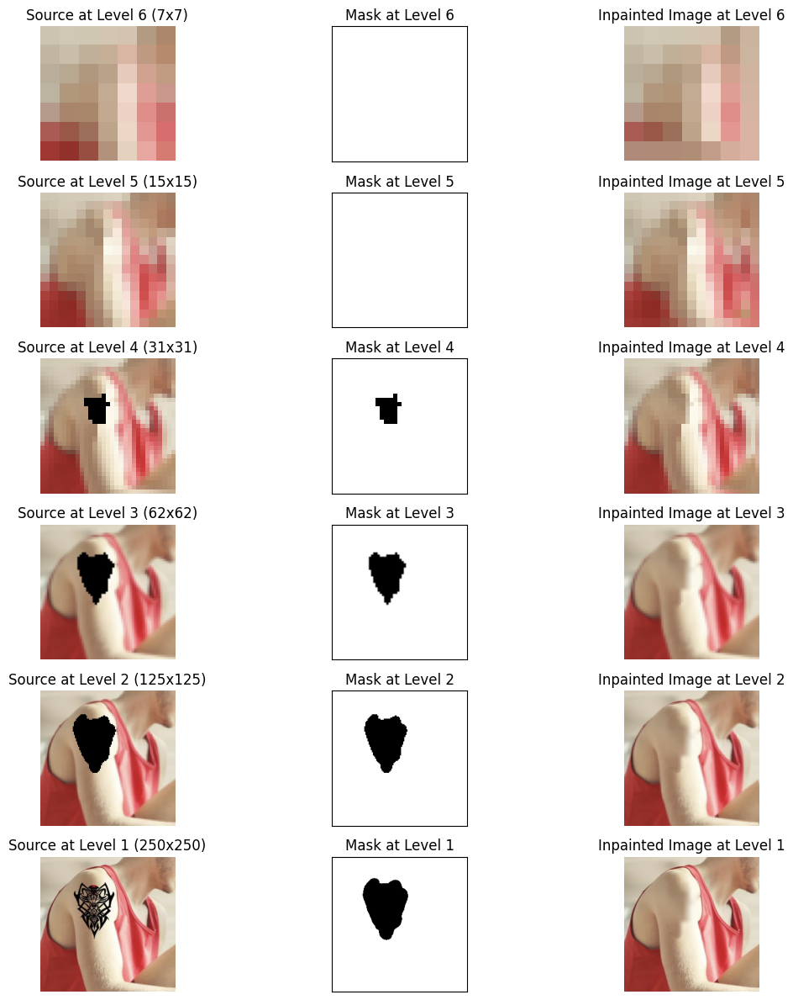 Source at Level 6 (7x7) Mask at Level 6 Inpainted Image at Level 6
Source at Level 5 (15x15) Mask at Level 5 Inpainted Image at Level 5
Source at Level 4 (31x31) Mask at Level 4 Inpainted Image at Level 4
Source at Level 3 (62x62) Mask at Level 3 Inpainted Image at Level 3
Source at Level 2 (125x125) Mask at Level 2 Inpainted Image at Level 2
Source at Level 1 (250x250) Mask at Level 1 Inpainted Image at Level 1